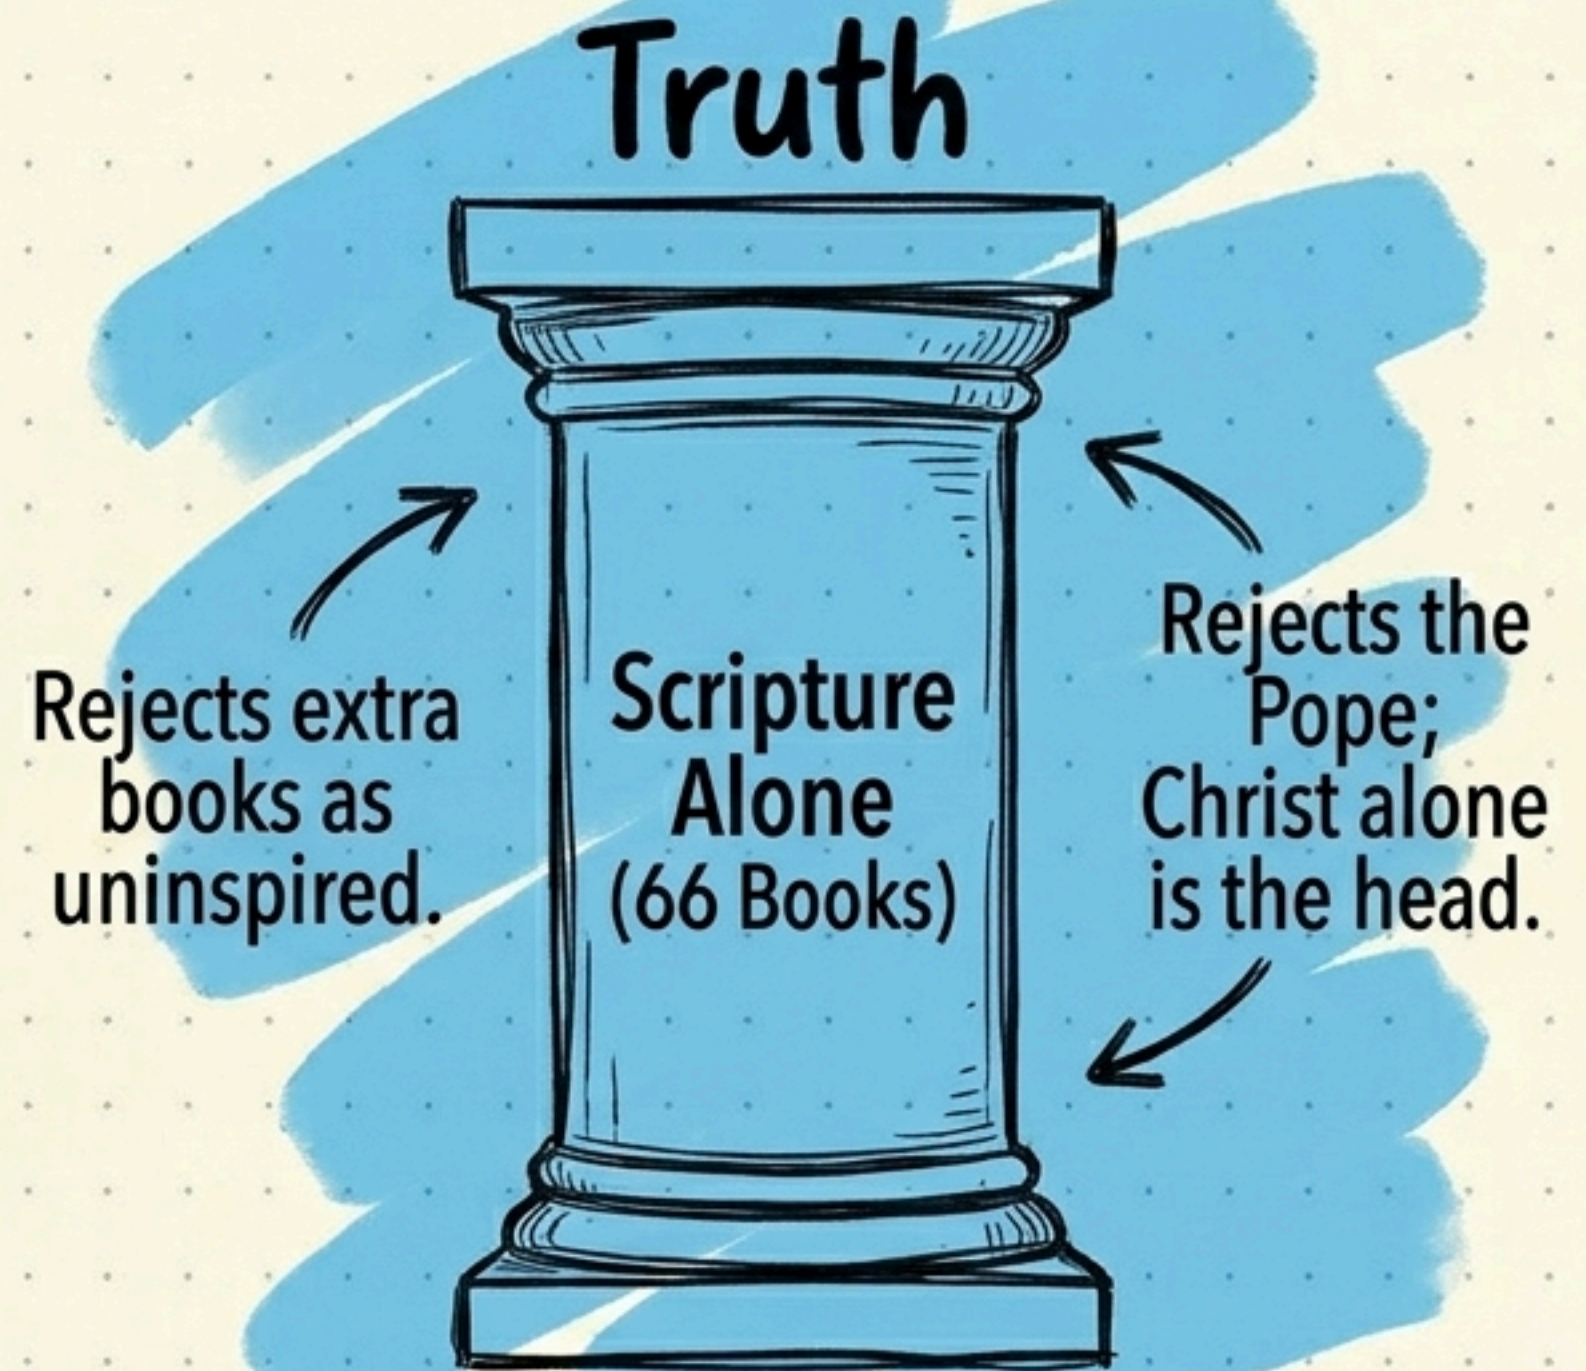 Truth
Rejects extra
books as
uninspired.
Scripture
Alone
(66 Books)
Rejects the
Pope;
Christ alone
is the head.